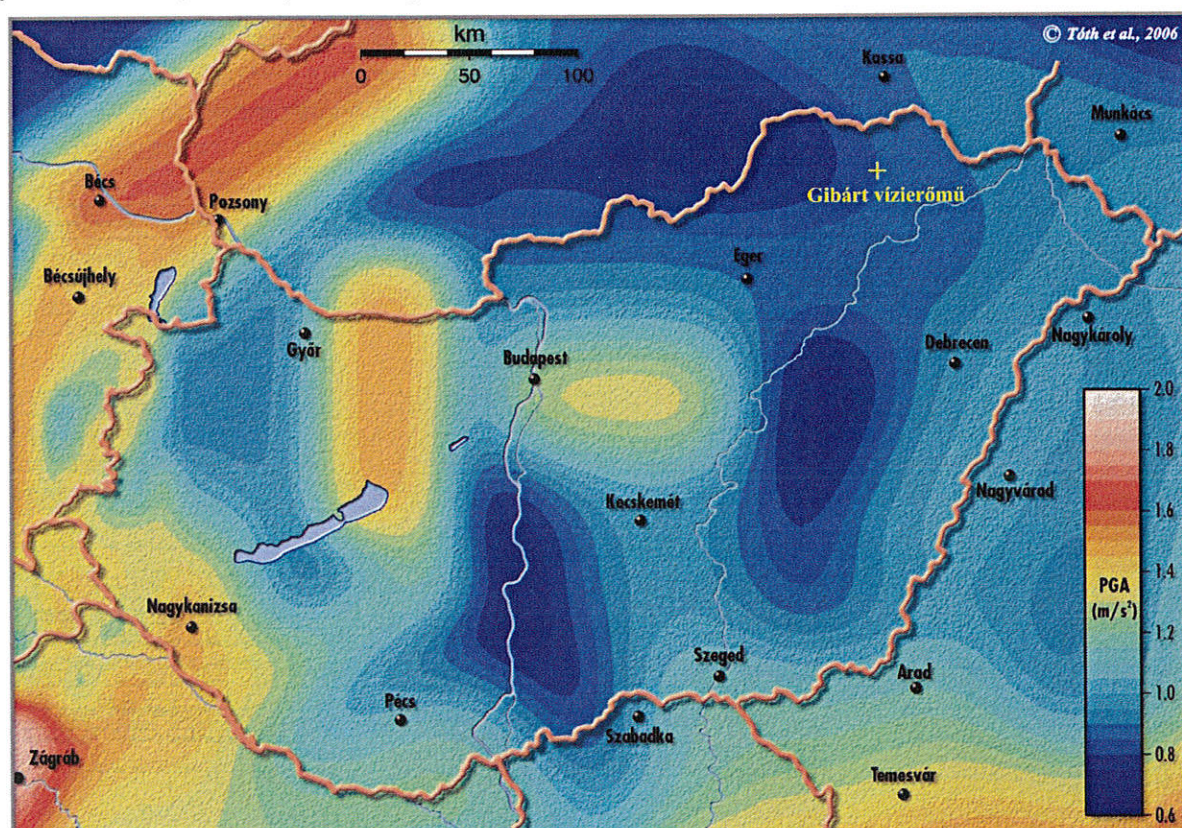 © Tóth et al., 2006
km
0 50 100
Kassa
Munkács
Bécs
Pozsony
Gibárt vízierőmű
Bécsújhely
Eger
Győr
Budapest
Debrecen
Nagykároly
Kecskemét
Nagyvárad
Nagykanizsa
Szeged
Arad
Pécs
Szabadka
Zágráb
Temesvár
PGA
(m/s²)
2.0
1.8
1.6
1.4
1.2
1.0
0.8
0.6